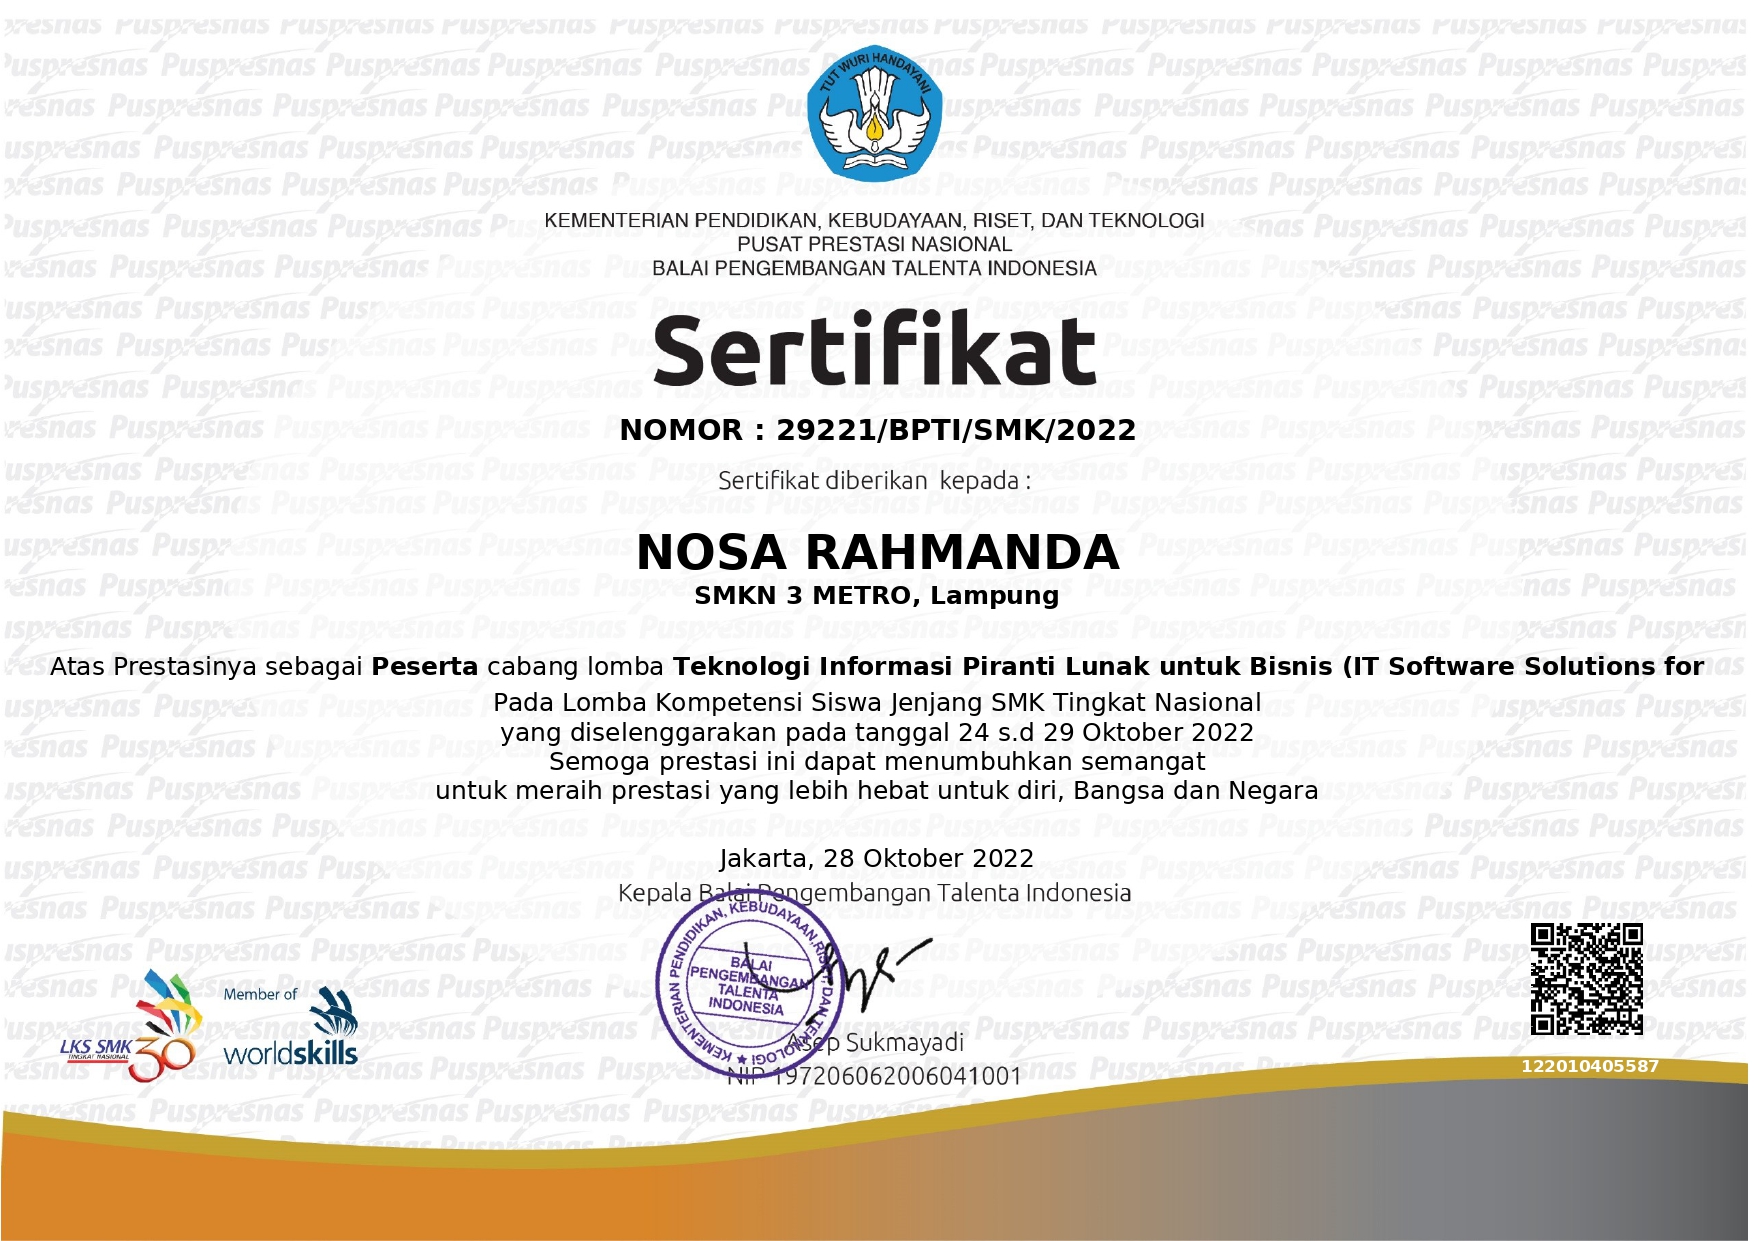 TUT WURI HANDAYANI
KEMENTERIAN PENDIDIKAN, KEBUDAYAAN, RISET, DAN TEKNOLOGI
PUSAT PRESTASI NASIONAL
BALAI PENGEMBANGAN TALENTA INDONESIA
Sertifikat
NOMOR : 29221/BPTI/SMK/2022
Sertifikat diberikan kepada :
NOSA RAHMANDA
SMKN 3 METRO, Lampung
Atas Prestasinya sebagai Peserta cabang lomba Teknologi Informasi Piranti Lunak untuk Bisnis (IT Software Solutions for
Pada Lomba Kompetensi Siswa Jenjang SMK Tingkat Nasional
yang diselenggarakan pada tanggal 24 s.d 29 Oktober 2022
Semoga prestasi ini dapat menumbuhkan semangat
untuk meraih prestasi yang lebih hebat untuk diri, Bangsa dan Negara
Jakarta, 28 Oktober 2022
Kepala Balai Pengembangan Talenta Indonesia
KEMENTERIAN PENDIDIKAN, KEBUDAYAAN, RISET, DAN TEKNOLOGI
BALAI
PENGEMBANGAN
TALENTA
INDONESIA
Asep Sukmayadi
NIP 197206062006041001
LKS SMK 30
TINGKAT NASIONAL
Member of
worldskills
122010405587
Puspresnas